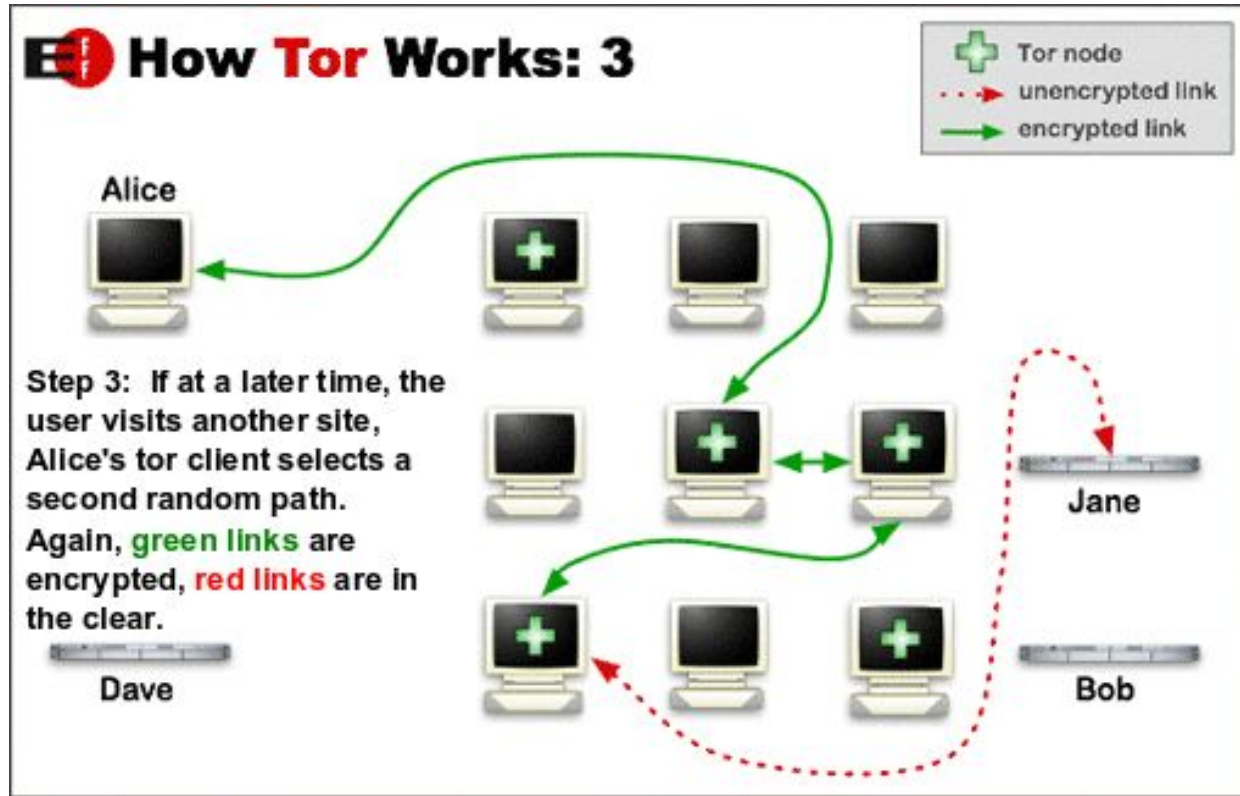 EFF How Tor Works: 3
Tor node
unencrypted link
encrypted link
Alice
Step 3: If at a later time, the
user visits another site,
Alice's tor client selects a
second random path.
Again, green links are
encrypted, red links are in
the clear.
Jane
Dave
Bob